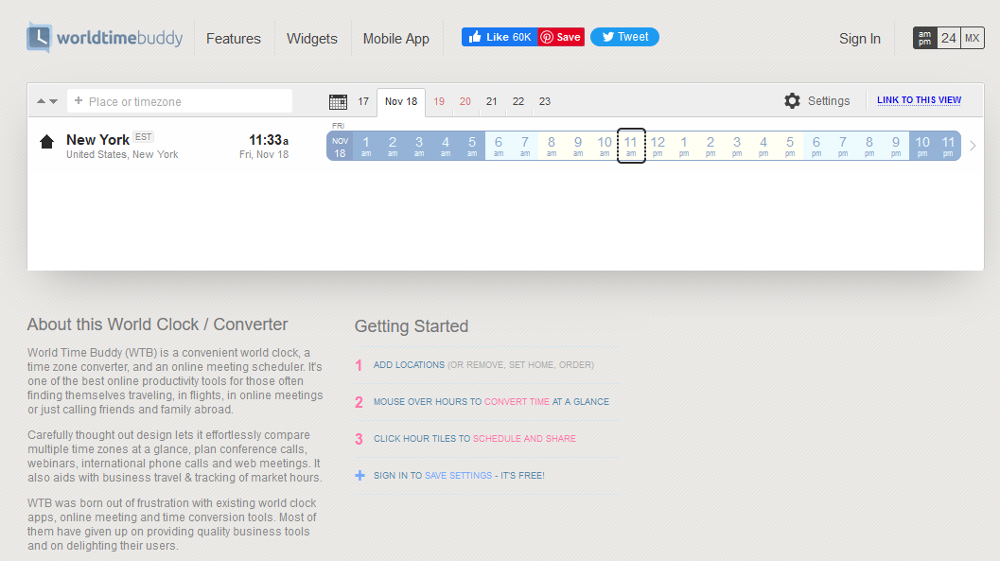 worldtimebuddy Features Widgets Mobile App Like 60K Save Tweet Sign In am pm 24 MX
+ Place or timezone 17 Nov 18 19 20 21 22 23 Settings LINK TO THIS VIEW
FRI
New York EST 11:33a NOV 18 1 am 2 am 3 am 4 am 5 am 6 am 7 am 8 am 9 am 10 am 11 am 12 pm 1 pm 2 pm 3 pm 4 pm 5 pm 6 pm 7 pm 8 pm 9 pm 10 pm 11 pm
United States, New York Fri, Nov 18
About this World Clock / Converter
World Time Buddy (WTB) is a convenient world clock, a
time zone converter, and an online meeting scheduler. It's
one of the best online productivity tools for those often
finding themselves traveling, in flights, in online meetings
or just calling friends and family abroad.
Carefully thought out design lets it effortlessly compare
multiple time zones at a glance, plan conference calls,
webinars, international phone calls and web meetings. It
also aids with business travel & tracking of market hours.
WTB was born out of frustration with existing world clock
apps, online meeting and time conversion tools. Most of
them have given up on providing quality business tools
and on delighting their users.
Getting Started
1 ADD LOCATIONS (OR REMOVE, SET HOME, ORDER)
2 MOUSE OVER HOURS TO CONVERT TIME AT A GLANCE
3 CLICK HOUR TILES TO SCHEDULE AND SHARE
+ SIGN IN TO SAVE SETTINGS - IT'S FREE!